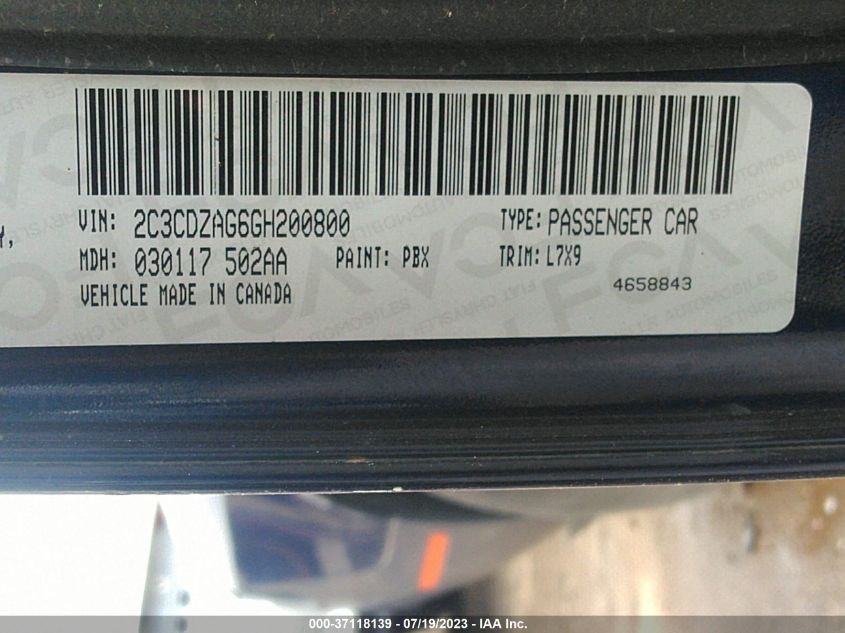 VIN: 2C3CDZAG6GH200800 TYPE: PASSENGER CAR
Y,
MDH: 030117 502AA PAINT: PBX TRIM: L7X9
VEHICLE MADE IN CANADA 4658843
000-37118139 - 07/19/2023 - IAA Inc.